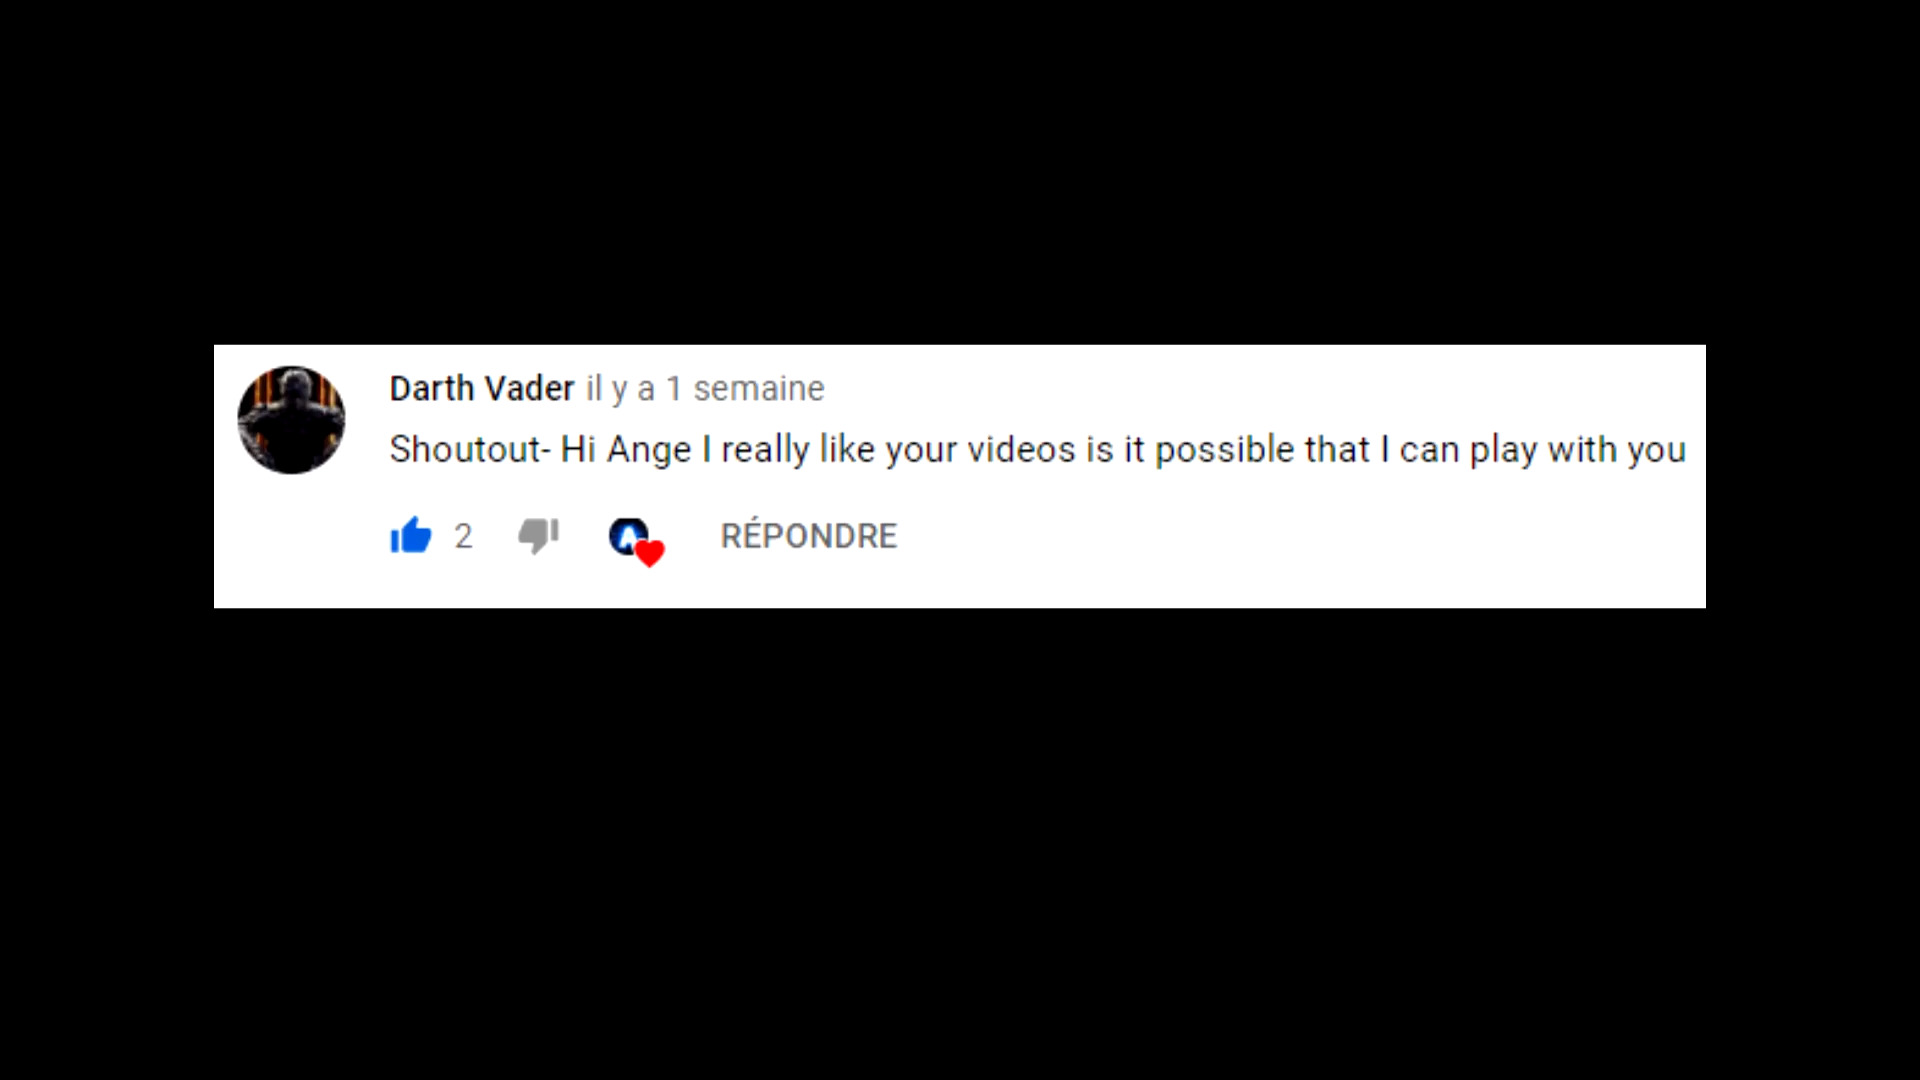 Darth Vader il y a 1 semaine
Shoutout- Hi Ange I really like your videos is it possible that I can play with you
2
A
RÉPONDRE